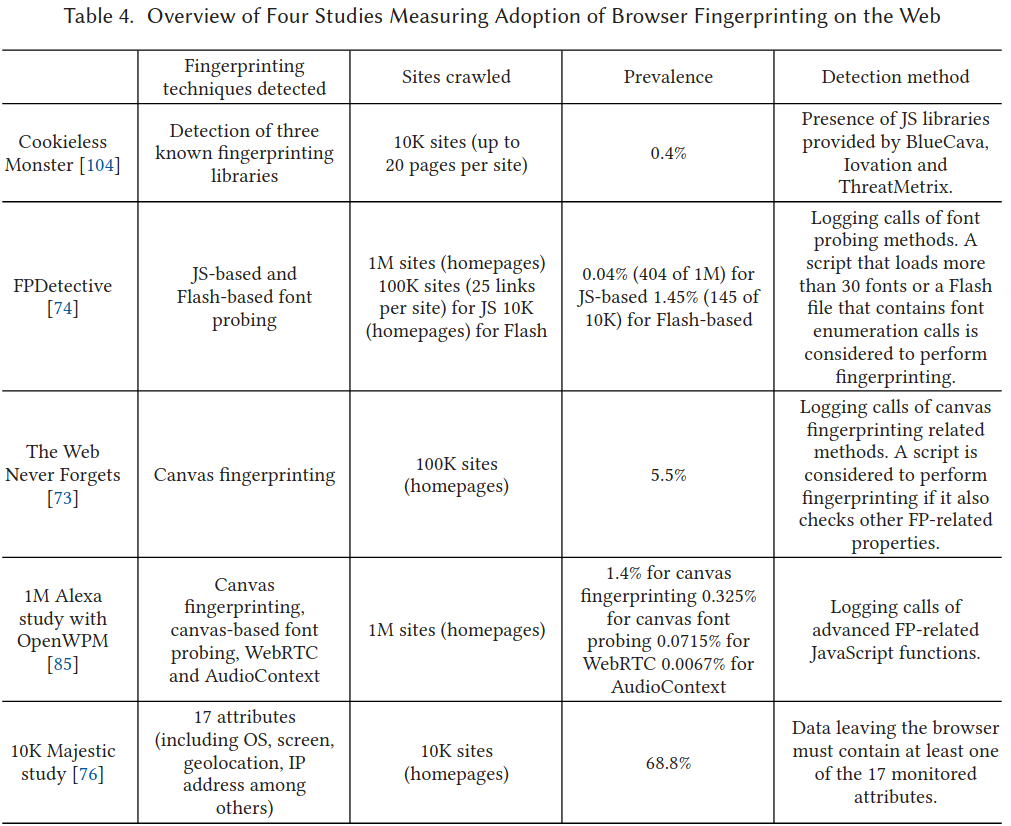 Table 4. Overview of Four Studies Measuring Adoption of Browser Fingerprinting on the Web
Fingerprinting
techniques detected
Sites crawled
Prevalence
Detection method
Cookieless
Monster [104]
Detection of three
known fingerprinting
libraries
10K sites (up to
20 pages per site)
0.4%
Presence of JS libraries
provided by BlueCava,
Iovation and
ThreatMetrix.
FPDetective
[74]
JS-based and
Flash-based font
probing
1M sites (homepages)
100K sites (25 links
per site) for JS 10K
(homepages) for Flash
0.04% (404 of 1M) for
JS-based 1.45% (145 of
10K) for Flash-based
Logging calls of font
probing methods. A
script that loads more
than 30 fonts or a Flash
file that contains font
enumeration calls is
considered to perform
fingerprinting.
The Web
Never Forgets
[73]
Canvas fingerprinting
100K sites
(homepages)
5.5%
Logging calls of canvas
fingerprinting related
methods. A script is
considered to perform
fingerprinting if it also
checks other FP-related
properties.
1M Alexa
study with
OpenWPM
[85]
Canvas
fingerprinting,
canvas-based font
probing, WebRTC
and AudioContext
1M sites (homepages)
1.4% for canvas
fingerprinting 0.325%
for canvas font
probing 0.0715% for
WebRTC 0.0067% for
AudioContext
Logging calls of
advanced FP-related
JavaScript functions.
10K Majestic
study [76]
17 attributes
(including OS, screen,
geolocation, IP
address among
others)
10K sites
(homepages)
68.8%
Data leaving the browser
must contain at least one
of the 17 monitored
attributes.